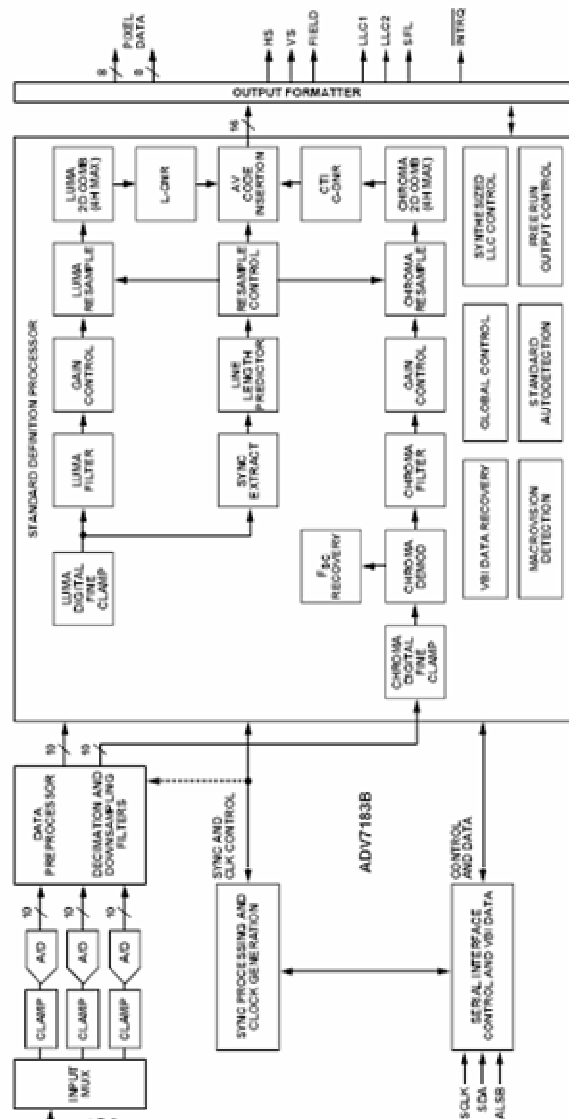 INPUT
MUX
CLAMP
A/D
10
CLAMP
A/D
10
CLAMP
A/D
10
DATA
PREPROCESSOR
DECIMATION AND
DOWNSAMPLING
FILTERS
10
10
STANDARD DEFINITION PROCESSOR
LUMA
DIGITAL
FINE
CLAMP
LUMA
FILTER
GAIN
CONTROL
LUMA
RESAMPLE
LUMA
2D COMB
(4H MAX)
L-DNR
SYNC
EXTRACT
LINE
LENGTH
PREDICTOR
RESAMPLE
CONTROL
AV
CODE
INSERTION
16
FSC
RECOVERY
CTI
C-DNR
CHROMA
DIGITAL
FINE
CLAMP
CHROMA
DEMOD
CHROMA
FILTER
GAIN
CONTROL
CHROMA
RESAMPLE
CHROMA
2D COMB
(4H MAX)
VBI DATA RECOVERY
GLOBAL CONTROL
SYNTHESIZED
LLC CONTROL
MACROVISION
DETECTION
STANDARD
AUTODETECTION
FREE RUN
OUTPUT CONTROL
OUTPUT FORMATTER
8
8
PIXEL
DATA
HS
VS
FIELD
LLC1
LLC2
SFL
INTRQ
SYNC PROCESSING AND
CLOCK GENERATION
SYNC AND
CLK CONTROL
ADV7183B
SCLK
SDA
ALSB
SERIAL INTERFACE
CONTROL AND VBI DATA
CONTROL
AND DATA